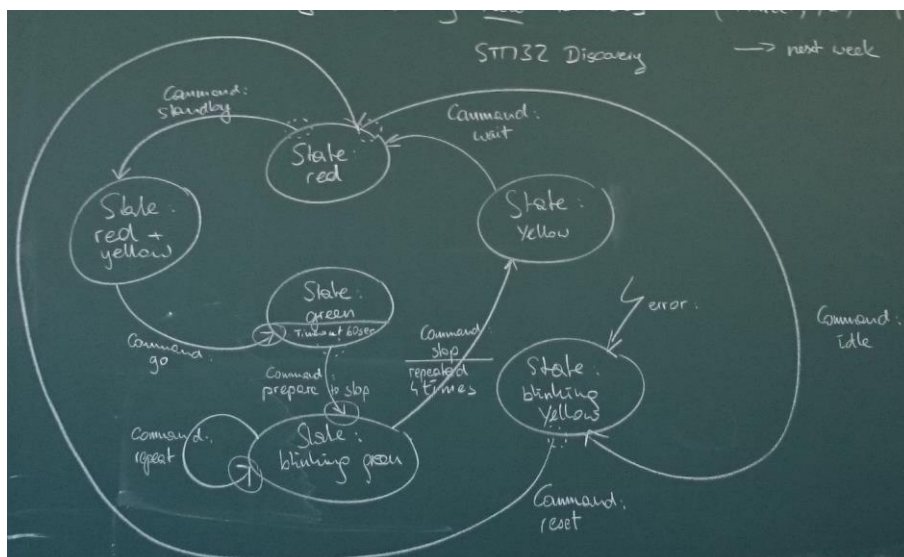 STM32 Discovery
—> next week
Command:
standby
Command:
wait
State:
red
State:
red +
yellow
State:
Yellow
State:
green
Timeout 60sec
error:
Command:
go
Command:
stop
repeated
4 times
Command:
idle
Command:
prepare to stop
State:
blinking
Yellow
Command:
repeat
State:
blinking green
Command:
reset